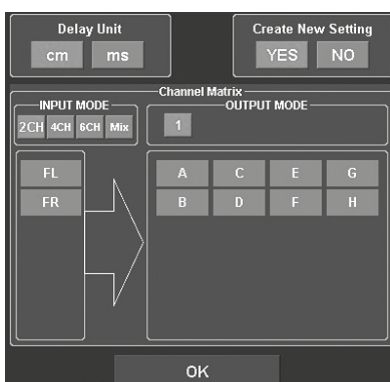 Delay Unit
cm ms
Create New Setting
YES NO
Channel Matrix
INPUT MODE
2CH 4CH 6CH Mix
OUTPUT MODE
1
FL
FR
A C E G
B D F H
OK